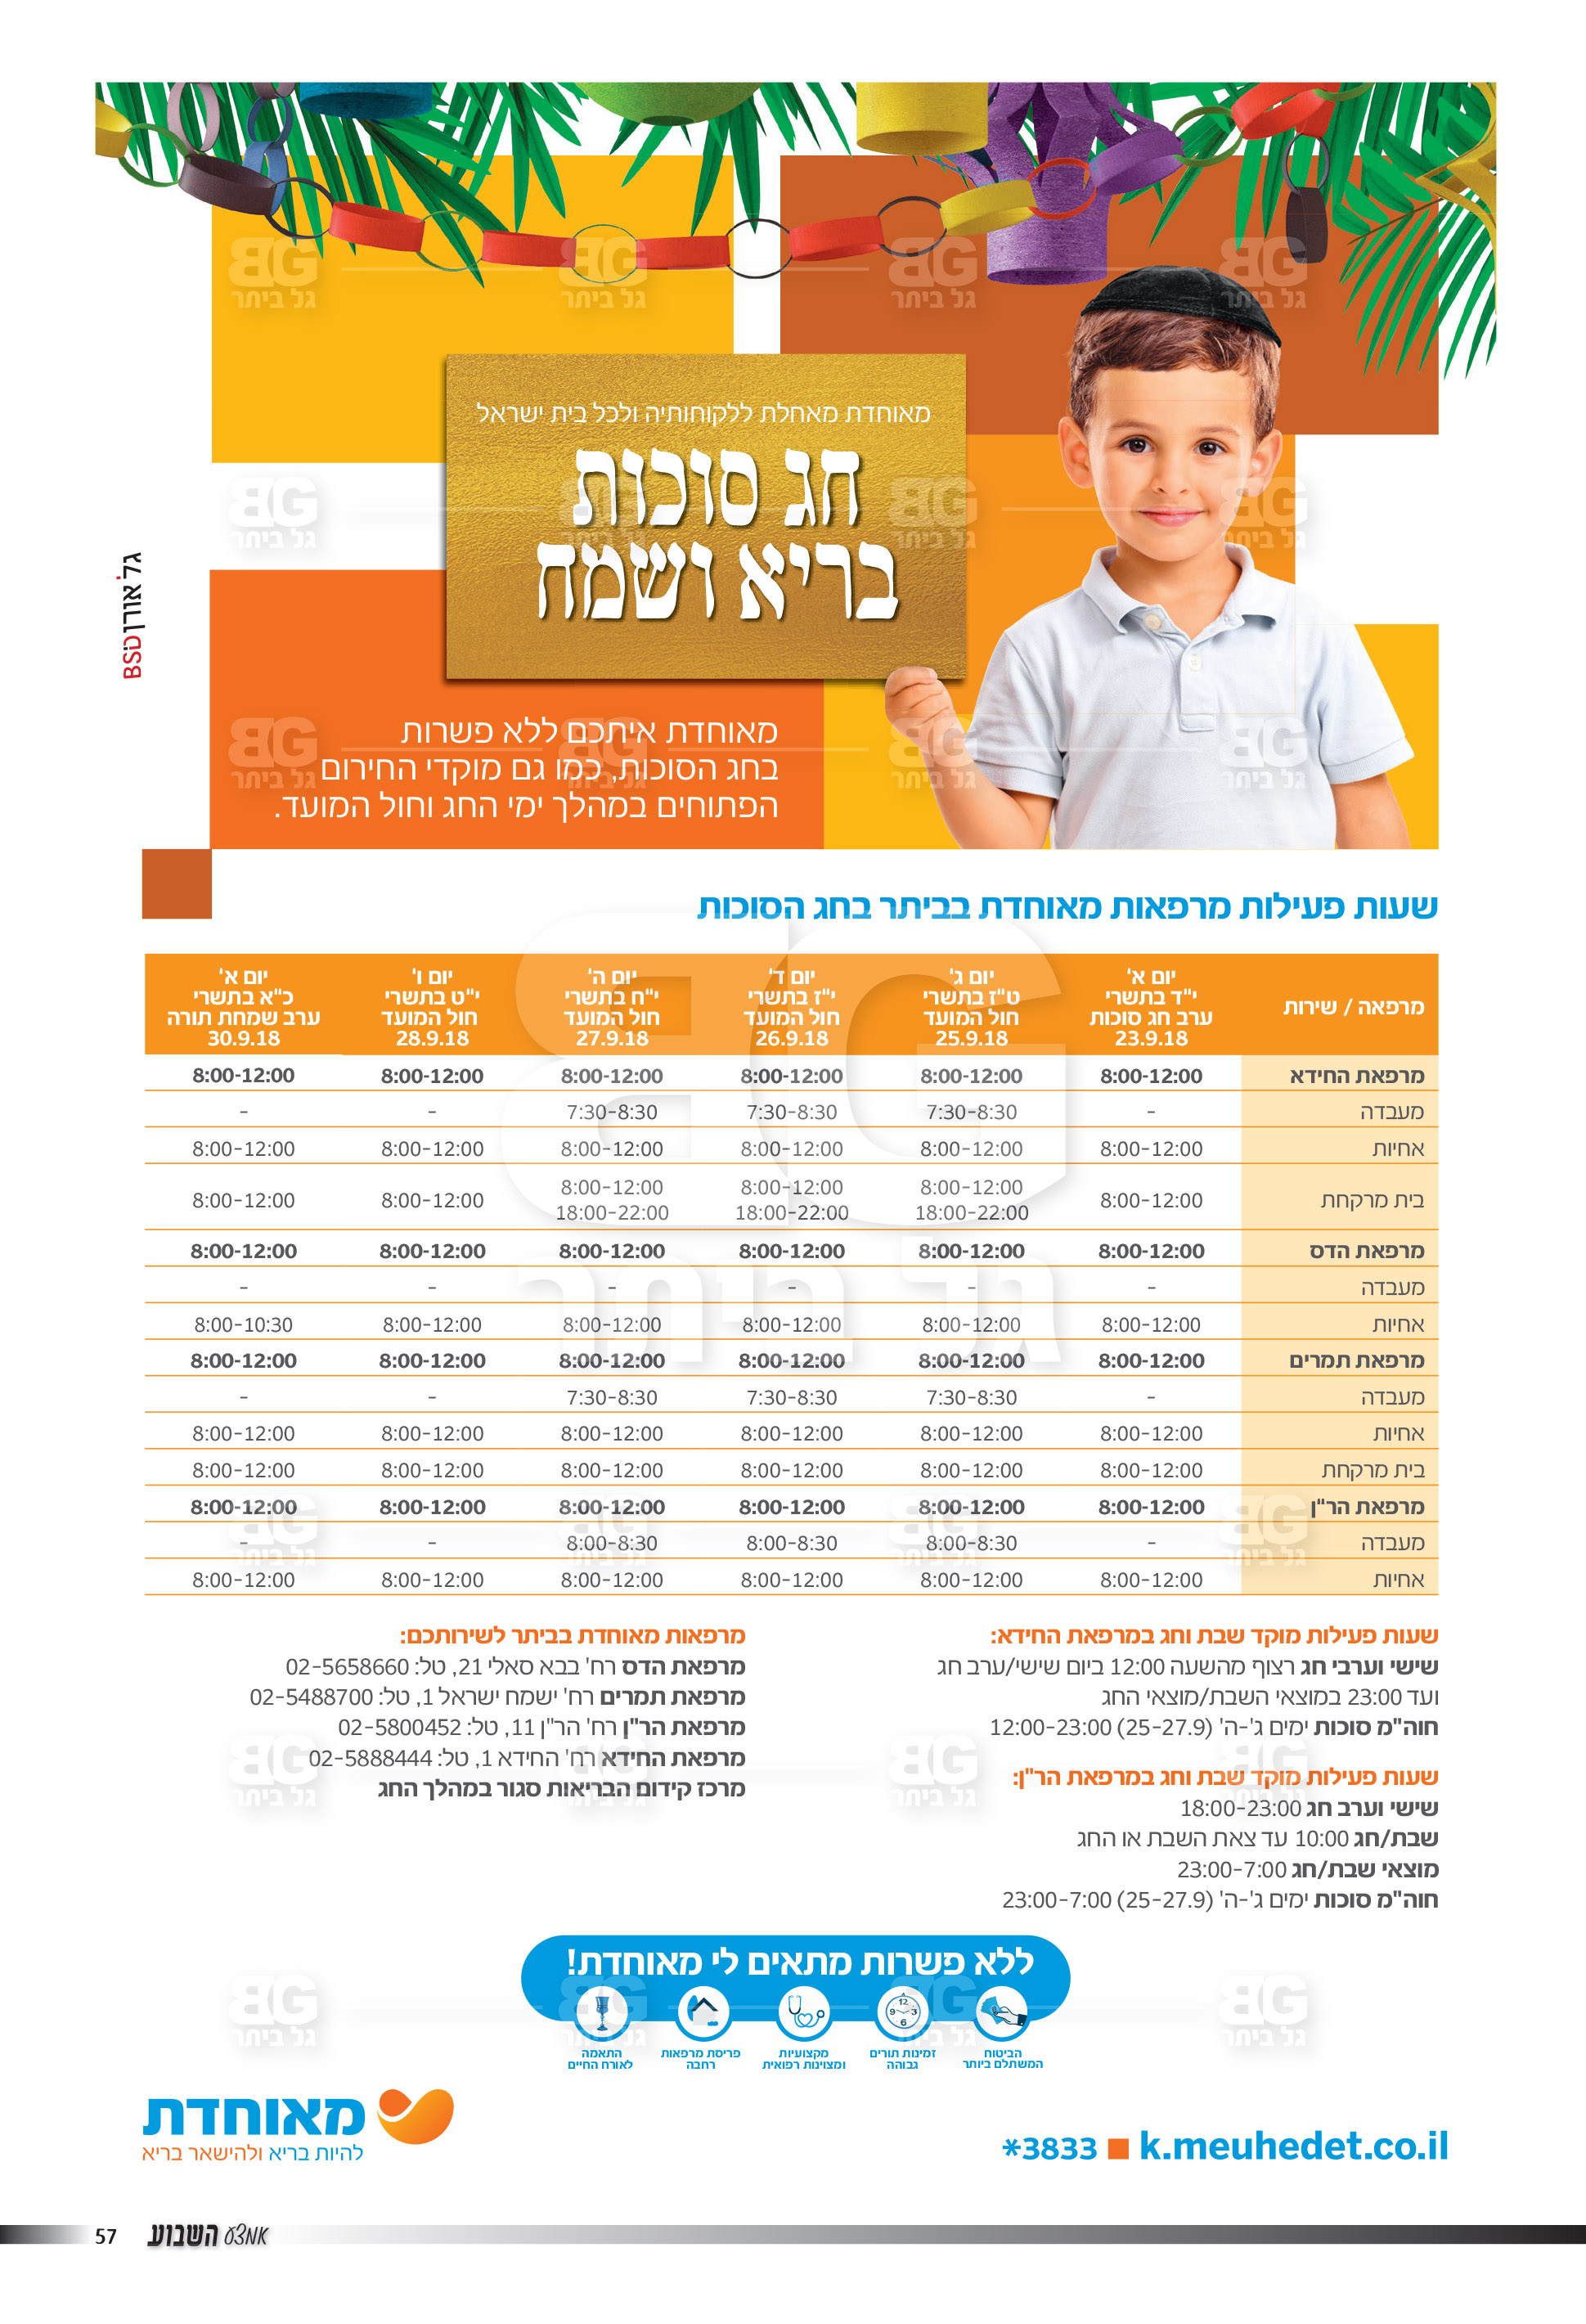 מאוחדת מאחלת ללקוחותיה ולכל בית ישראל
חג סוכות
בריא ושמח
מאוחדת איתכם ללא פשרות
בחג הסוכות, כמו גם מוקדי החירום
הפתוחים במהלך ימי החג וחול המועד.
גל אורן BSD
שעות פעילות מרפאות מאוחדת בביתר בחג הסוכות
מרפאה / שירות | יום א' י"ד בתשרי ערב חג סוכות 23.9.18 | יום ג' ט"ז בתשרי חול המועד 25.9.18 | יום ד' י"ז בתשרי חול המועד 26.9.18 | יום ה' י"ח בתשרי חול המועד 27.9.18 | יום ו' י"ט בתשרי חול המועד 28.9.18 | יום א' כ"א בתשרי ערב שמחת תורה 30.9.18
מרפאת החידא | 8:00-12:00 | 8:00-12:00 | 8:00-12:00 | 8:00-12:00 | 8:00-12:00 | 8:00-12:00
מעבדה | - | 7:30-8:30 | 7:30-8:30 | 7:30-8:30 | - | -
אחיות | 8:00-12:00 | 8:00-12:00 | 8:00-12:00 | 8:00-12:00 | 8:00-12:00 | 8:00-12:00
בית מרקחת | 8:00-12:00 | 8:00-12:00 18:00-22:00 | 8:00-12:00 18:00-22:00 | 8:00-12:00 18:00-22:00 | 8:00-12:00 | 8:00-12:00
מרפאת הדס | 8:00-12:00 | 8:00-12:00 | 8:00-12:00 | 8:00-12:00 | 8:00-12:00 | 8:00-12:00
מעבדה | - | - | - | - | - | -
אחיות | 8:00-12:00 | 8:00-12:00 | 8:00-12:00 | 8:00-12:00 | 8:00-12:00 | 8:00-10:30
מרפאת תמרים | 8:00-12:00 | 8:00-12:00 | 8:00-12:00 | 8:00-12:00 | 8:00-12:00 | 8:00-12:00
מעבדה | - | 7:30-8:30 | 7:30-8:30 | 7:30-8:30 | - | -
אחיות | 8:00-12:00 | 8:00-12:00 | 8:00-12:00 | 8:00-12:00 | 8:00-12:00 | 8:00-12:00
בית מרקחת | 8:00-12:00 | 8:00-12:00 | 8:00-12:00 | 8:00-12:00 | 8:00-12:00 | 8:00-12:00
מרפאת הר"ן | 8:00-12:00 | 8:00-12:00 | 8:00-12:00 | 8:00-12:00 | 8:00-12:00 | 8:00-12:00
מעבדה | - | 8:00-8:30 | 8:00-8:30 | 8:00-8:30 | - | -
אחיות | 8:00-12:00 | 8:00-12:00 | 8:00-12:00 | 8:00-12:00 | 8:00-12:00 | 8:00-12:00
שעות פעילות מוקד שבת וחג במרפאת החידא:
שישי וערבי חג רצוף מהשעה 12:00 ביום שישי/ערב חג
ועד 23:00 במוצאי השבת/מוצאי החג
חוה"מ סוכות ימים ג'-ה' (25-27.9) 12:00-23:00
שעות פעילות מוקד שבת וחג במרפאת הר"ן:
שישי וערב חג 18:00-23:00
שבת/חג 10:00 עד צאת השבת או החג
מוצאי שבת/חג 23:00-7:00
חוה"מ סוכות ימים ג'-ה' (25-27.9) 23:00-7:00
מרפאות מאוחדת בביתר לשירותכם:
מרפאת הדס רח' בבא סאלי 21, טל: 02-5658660
מרפאת תמרים רח' ישמח ישראל 1, טל: 02-5488700
מרפאת הר"ן רח' הר"ן 11, טל: 02-5800452
מרפאת החידא רח' החידא 1, טל: 02-5888444
מרכז קידום הבריאות סגור במהלך החג
ללא פשרות מתאים לי מאוחדת!
הביטוח המשתלם ביותר
זמינות תורים גבוהה
מקצועיות ומצוינות רפואית
פריסת מרפאות רחבה
התאמה לאורח החיים
k.meuhedet.co.il ■ *3833
מאוחדת
להיות בריא ולהישאר בריא
אמצע השבוע 57
BG גל ביתר